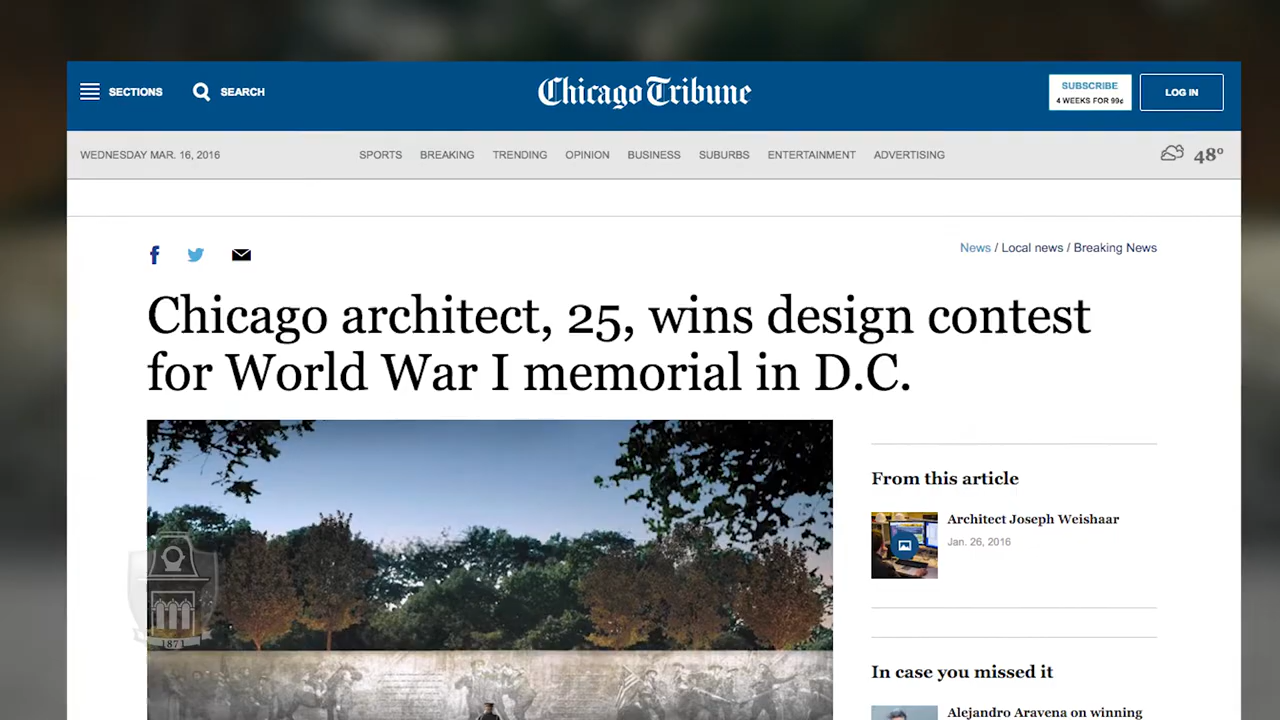 SECTIONS SEARCH Chicago Tribune SUBSCRIBE 4 WEEKS FOR 99¢ LOG IN
WEDNESDAY MAR. 16, 2016 SPORTS BREAKING TRENDING OPINION BUSINESS SUBURBS ENTERTAINMENT ADVERTISING 48°
News / Local news / Breaking News
Chicago architect, 25, wins design contest
for World War I memorial in D.C.
From this article
Architect Joseph Weishaar
Jan. 26, 2016
1871
In case you missed it
Alejandro Aravena on winning